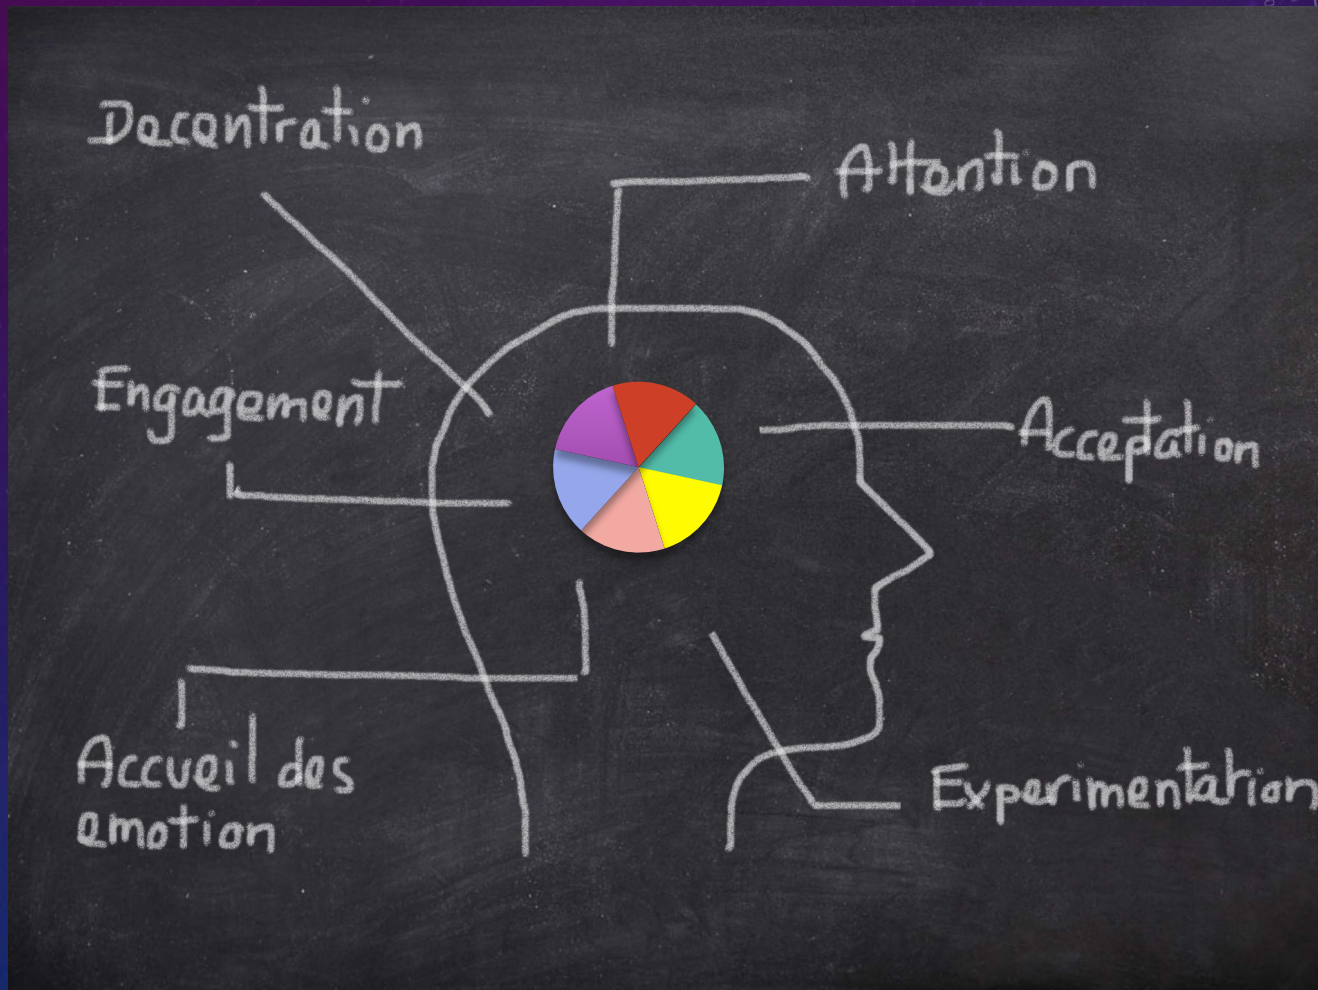 Decentration
Attention
Engagement
Acceptation
Accueil des
emotion
Experimentation